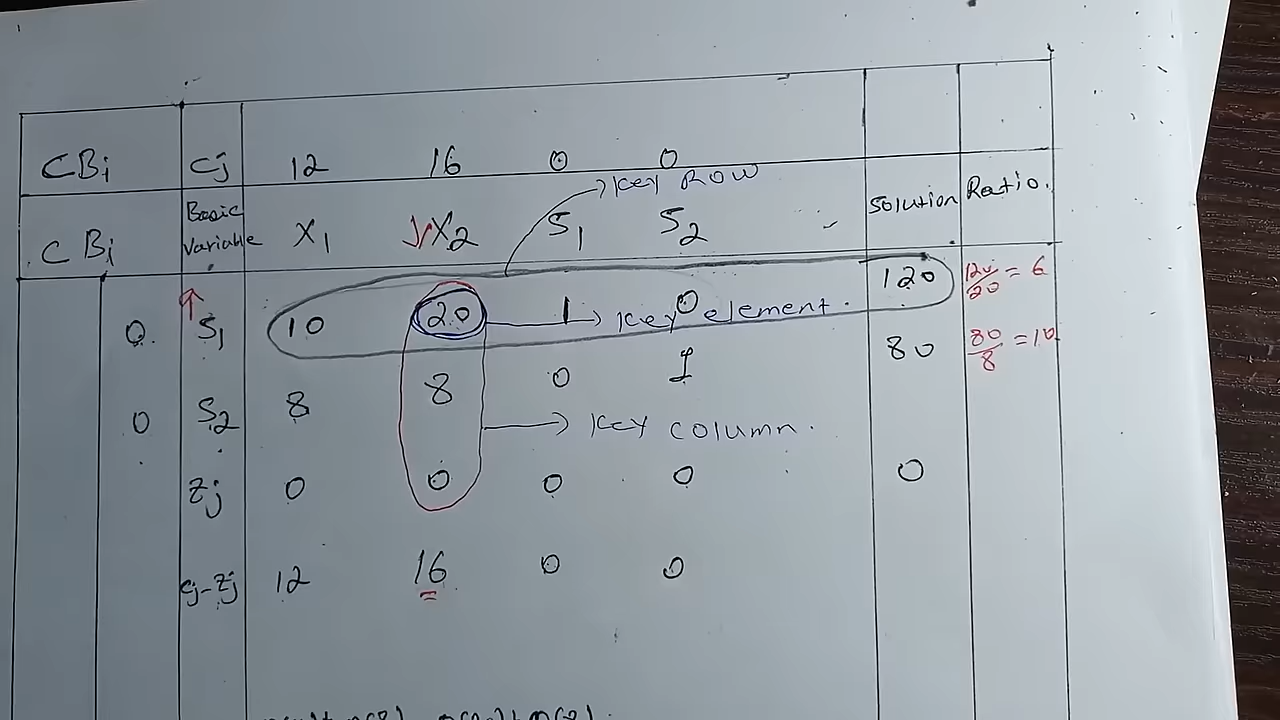 CBi Cj 12 16 0 0
→ Key Row
CBi Basic Variable X1 X2 S1 S2 Solution Ratio.
0 S1 10 20 1 0 120 120/20 = 6
→ Key element.
0 S2 8 8 0 1 80 80/8 = 10
→ Key column.
Zj 0 0 0 0 0
Cj-Zj 12 16 0 0